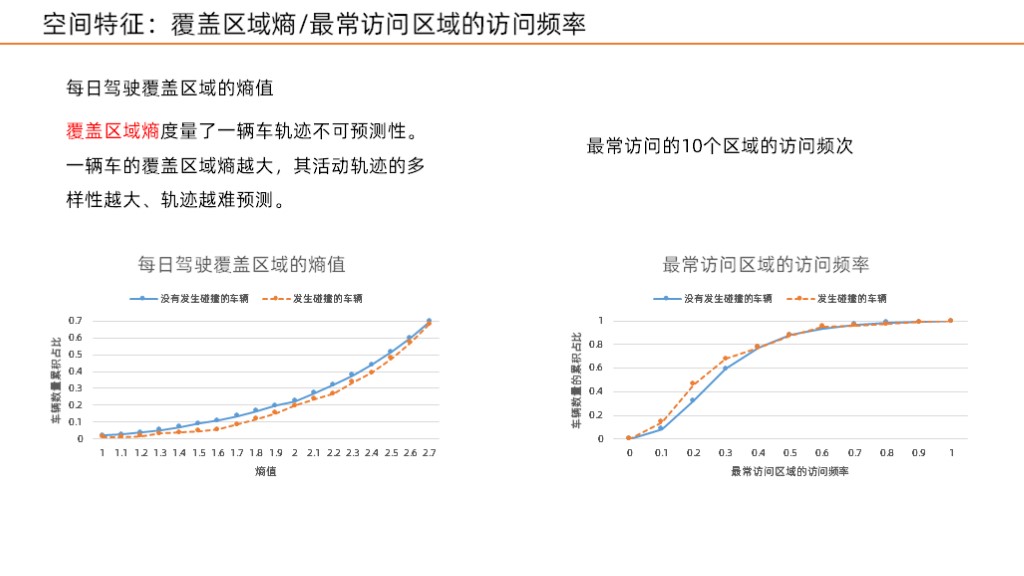 空间特征：覆盖区域熵/最常访问区域的访问频率
每日驾驶覆盖区域的熵值
覆盖区域熵度量了一辆车轨迹不可预测性。
一辆车的覆盖区域熵越大，其活动轨迹的多
样性越大、轨迹越难预测。
最常访问的10个区域的访问频次
每日驾驶覆盖区域的熵值
没有发生碰撞的车辆 发生碰撞的车辆
车辆数量累积占比
0.7
0.6
0.5
0.4
0.3
0.2
0.1
0
1 1.1 1.2 1.3 1.4 1.5 1.6 1.7 1.8 1.9 2 2.1 2.2 2.3 2.4 2.5 2.6 2.7
熵值
最常访问区域的访问频率
没有发生碰撞的车辆 发生碰撞的车辆
车辆数量的累积占比
1
0.8
0.6
0.4
0.2
0
0 0.1 0.2 0.3 0.4 0.5 0.6 0.7 0.8 0.9 1
最常访问区域的访问频率